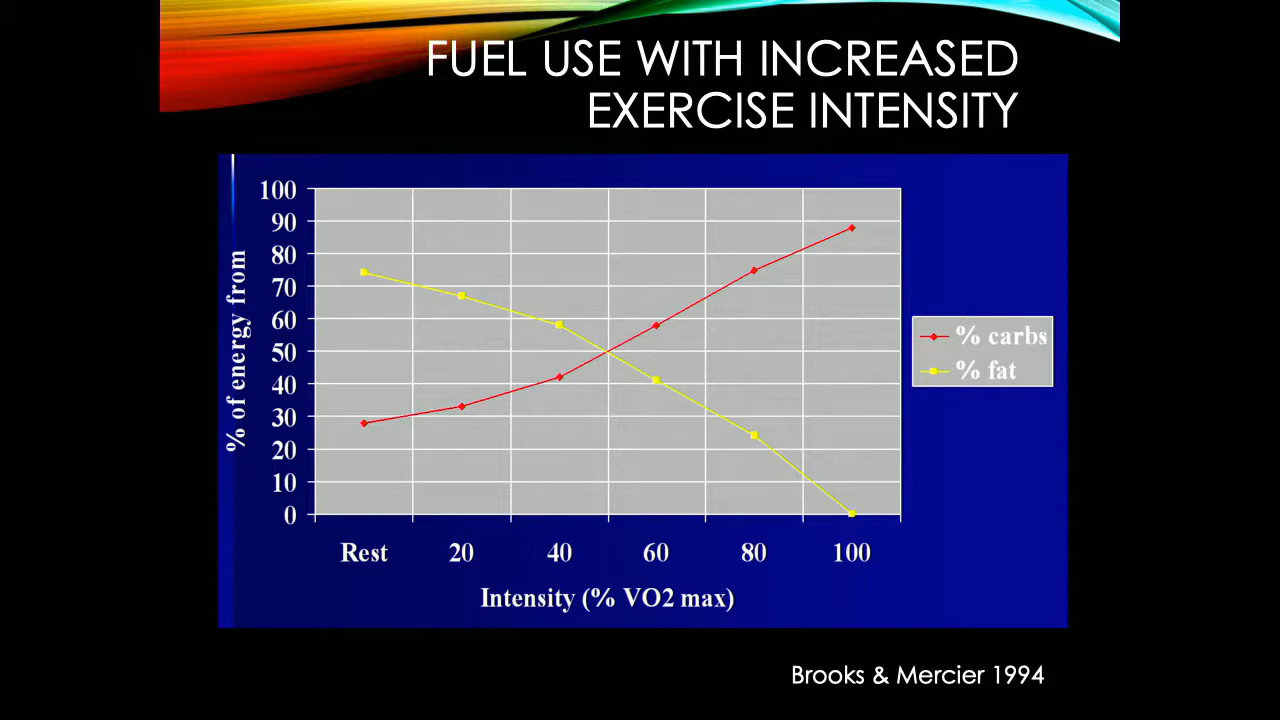 FUEL USE WITH INCREASED
EXERCISE INTENSITY
% of energy from
100
90
80
70
60
50
40
30
20
10
0
Rest 20 40 60 80 100
Intensity (% VO2 max)
% carbs
% fat
Brooks & Mercier 1994